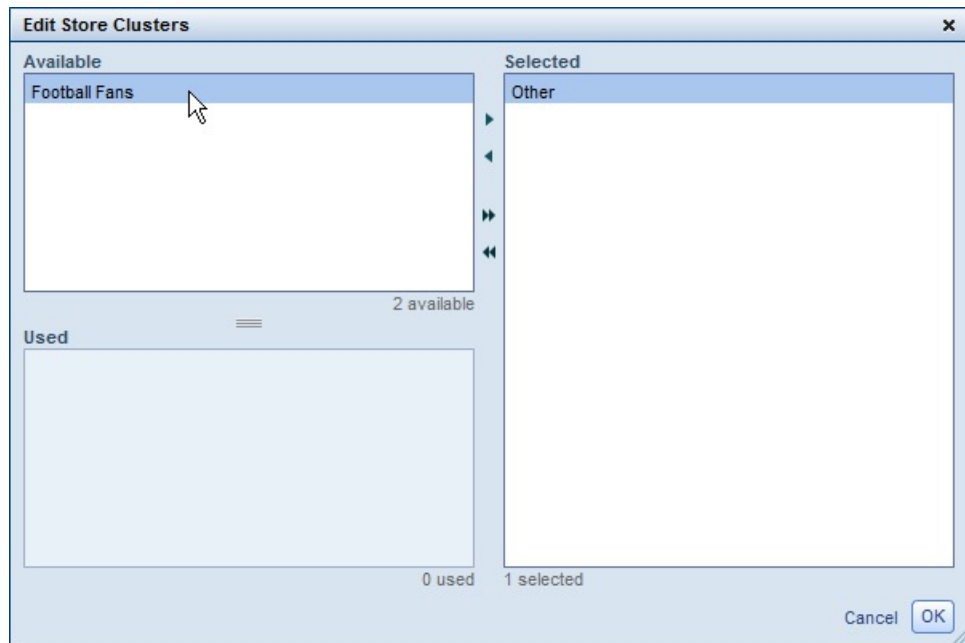 Edit Store Clusters
Available
Football Fans
2 available
Used
0 used
Selected
Other
1 selected
Cancel
OK